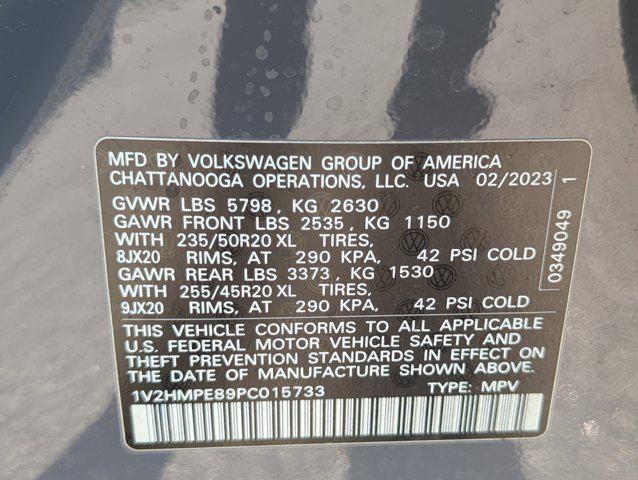 MFD BY VOLKSWAGEN GROUP OF AMERICA
CHATTANOOGA OPERATIONS, LLC. USA 02/2023
GVWR LBS 5798, KG 2630
GAWR FRONT LBS 2535, KG 1150
WITH 235/50R20 XL TIRES,
8JX20 RIMS, AT 290 KPA, 42 PSI COLD
GAWR REAR LBS 3373, KG 1530
WITH 255/45R20 XL TIRES,
9JX20 RIMS, AT 290 KPA, 42 PSI COLD
THIS VEHICLE CONFORMS TO ALL APPLICABLE
U.S. FEDERAL MOTOR VEHICLE SAFETY AND
THEFT PREVENTION STANDARDS IN EFFECT ON
THE DATE OF MANUFACTURE SHOWN ABOVE.
1V2HMPE89PC015733 TYPE: MPV
0349049 1